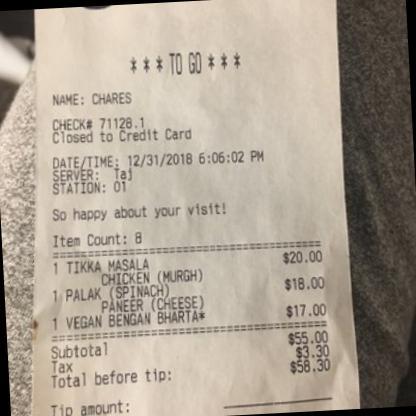 *** TO GO ***
NAME: CHARES
CHECK# 71128.1
Closed to Credit Card
DATE/TIME: 12/31/2018 6:06:02 PM
SERVER: Taj
STATION: 01
So happy about your visit!
Item Count: 8
1 TIKKA MASALA $20.00
CHICKEN (MURGH)
1 PALAK (SPINACH) $18.00
PANEER (CHEESE)
1 VEGAN BENGAN BHARTA* $17.00
Subtotal $55.00
Tax $3.30
Total before tip: $58.30
Tip amount: